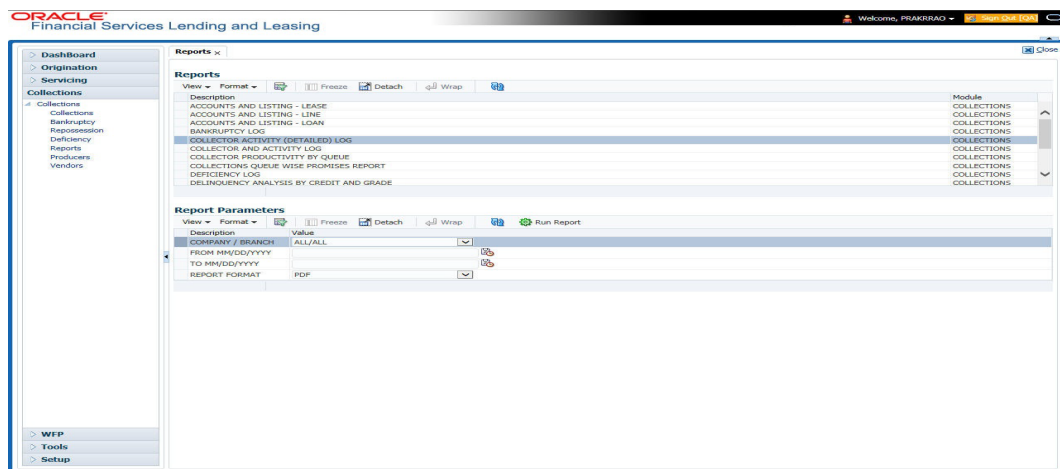 ORACLE
Financial Services Lending and Leasing
Welcome, PRAKRRAO
Sign Out [QA]
DashBoard
Origination
Servicing
Collections
Collections
Collections
Bankruptcy
Repossession
Deficiency
Reports
Producers
Vendors
WFP
Tools
Setup
Reports
Close
Reports
View Format Freeze Detach Wrap
Description Module
ACCOUNTS AND LISTING - LEASE COLLECTIONS
ACCOUNTS AND LISTING - LINE COLLECTIONS
ACCOUNTS AND LISTING - LOAN COLLECTIONS
BANKRUPTCY LOG COLLECTIONS
COLLECTOR ACTIVITY (DETAILED) LOG COLLECTIONS
COLLECTOR AND ACTIVITY LOG COLLECTIONS
COLLECTOR PRODUCTIVITY BY QUEUE COLLECTIONS
COLLECTIONS QUEUE WISE PROMISES REPORT COLLECTIONS
DEFICIENCY LOG COLLECTIONS
DELINQUENCY ANALYSIS BY CREDIT AND GRADE COLLECTIONS
Report Parameters
View Format Freeze Detach Wrap Run Report
Description Value
COMPANY / BRANCH ALL/ALL
FROM MM/DD/YYYY
TO MM/DD/YYYY
REPORT FORMAT PDF